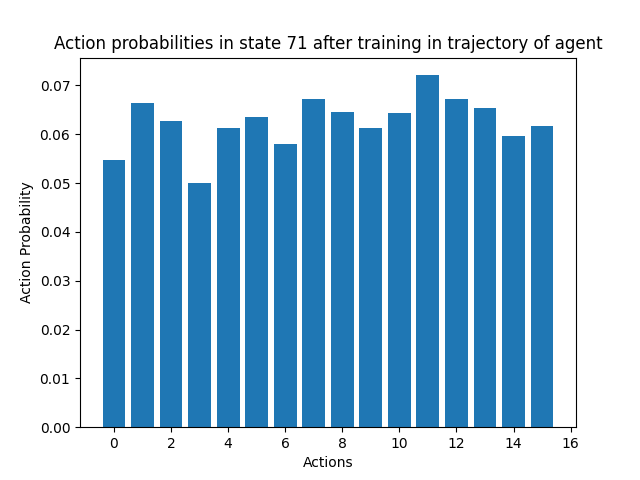 Action probabilities in state 71 after training in trajectory of agent
0.07
0.06
0.05
0.04
0.03
0.02
0.01
0.00
Action Probability
0 2 4 6 8 10 12 14 16
Actions